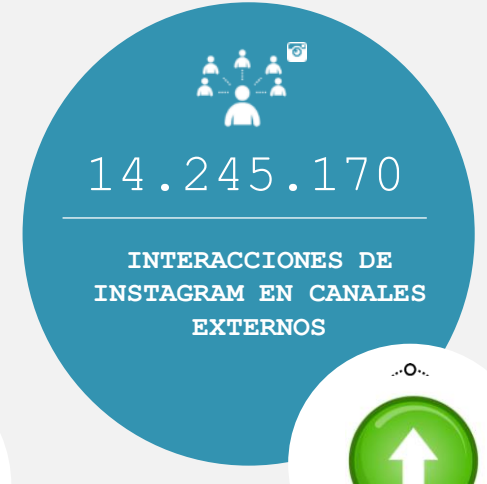 14.245.170
INTERACCIONES DE
INSTAGRAM EN CANALES
EXTERNOS